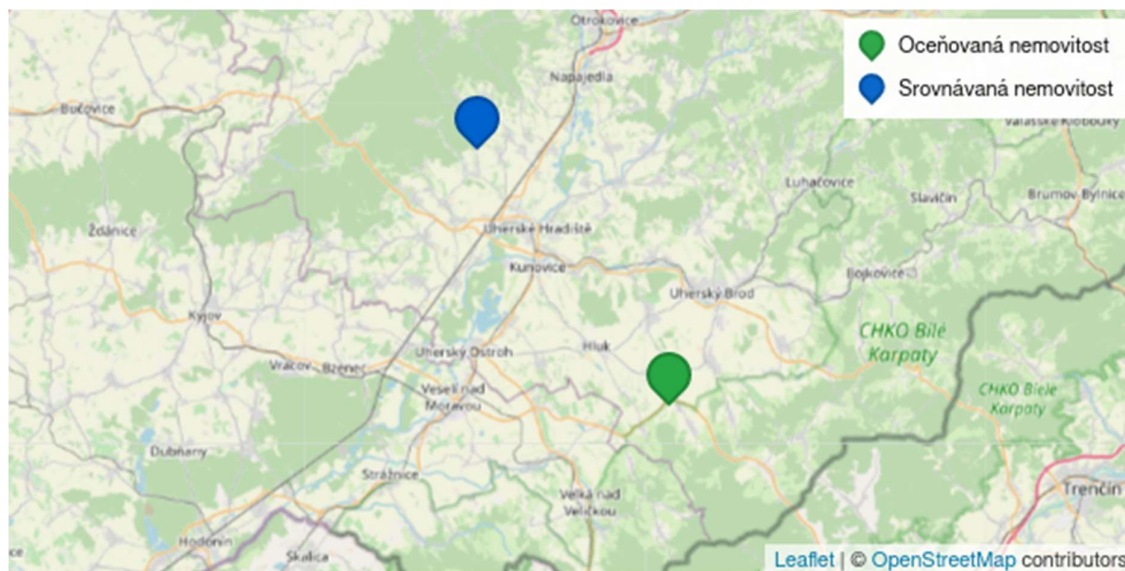 Otrokovice
Oceňovaná nemovitost
Napajedla
Srovnávaná nemovitost
Bučovice
Valašské Klobouky
Luhačovice
Slavičín
Brumov Bylnice
Ždánice
Uherské Hradiště
Kunovice
Bojkovice
Uherský Brod
Kyjov
CHKO Bílé
Karpaty
Hluk
Uherský Ostroh
Vracov
Bzenec
CHKO Biele
Karpaty
Veselí nad
Moravou
Dubňany
Strážnice
Velká nad
Veličkou
Trenčín
Hodonín
Skalica
Leaflet | © OpenStreetMap contributors